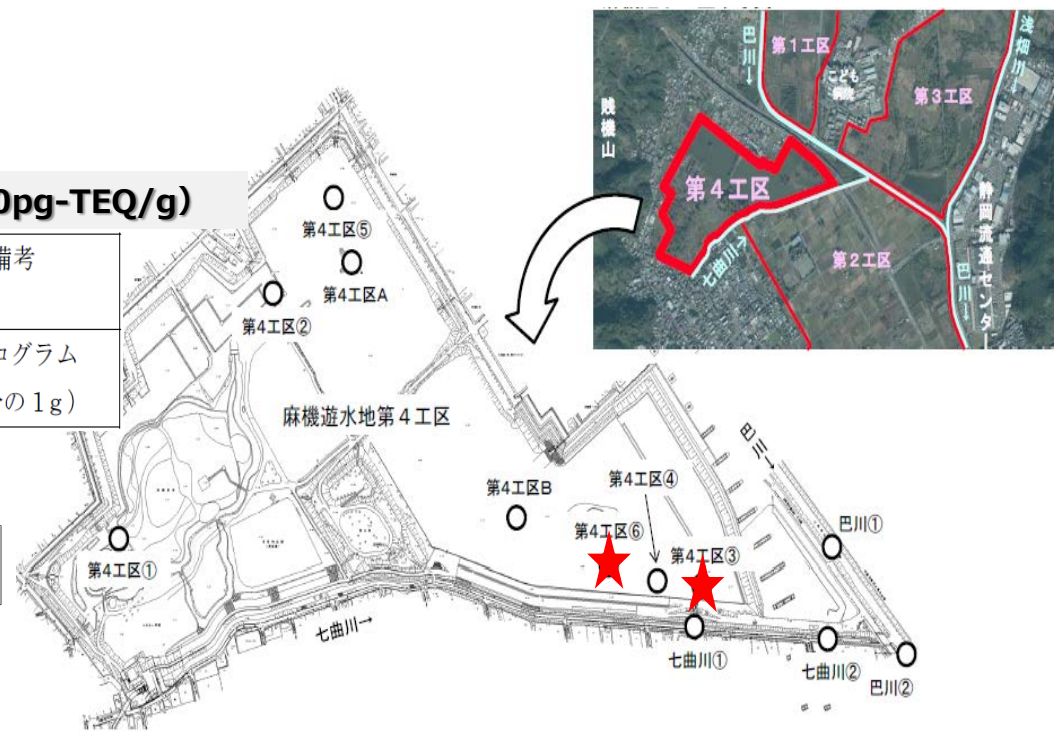 巴川→
第1工区
こども
病院
浅畑川→
第3工区
賤機山
第4工区
七曲川→
第2工区
巴川→
静岡流通センター
0pg-TEQ/g）
備考
ログラム
の1g）
第4工区⑤
第4工区A
第4工区②
麻機遊水地第4工区
第4工区B
第4工区④
第4工区⑥
第4工区③
第4工区①
巴川→
巴川①
七曲川→
七曲川①
七曲川②
巴川②